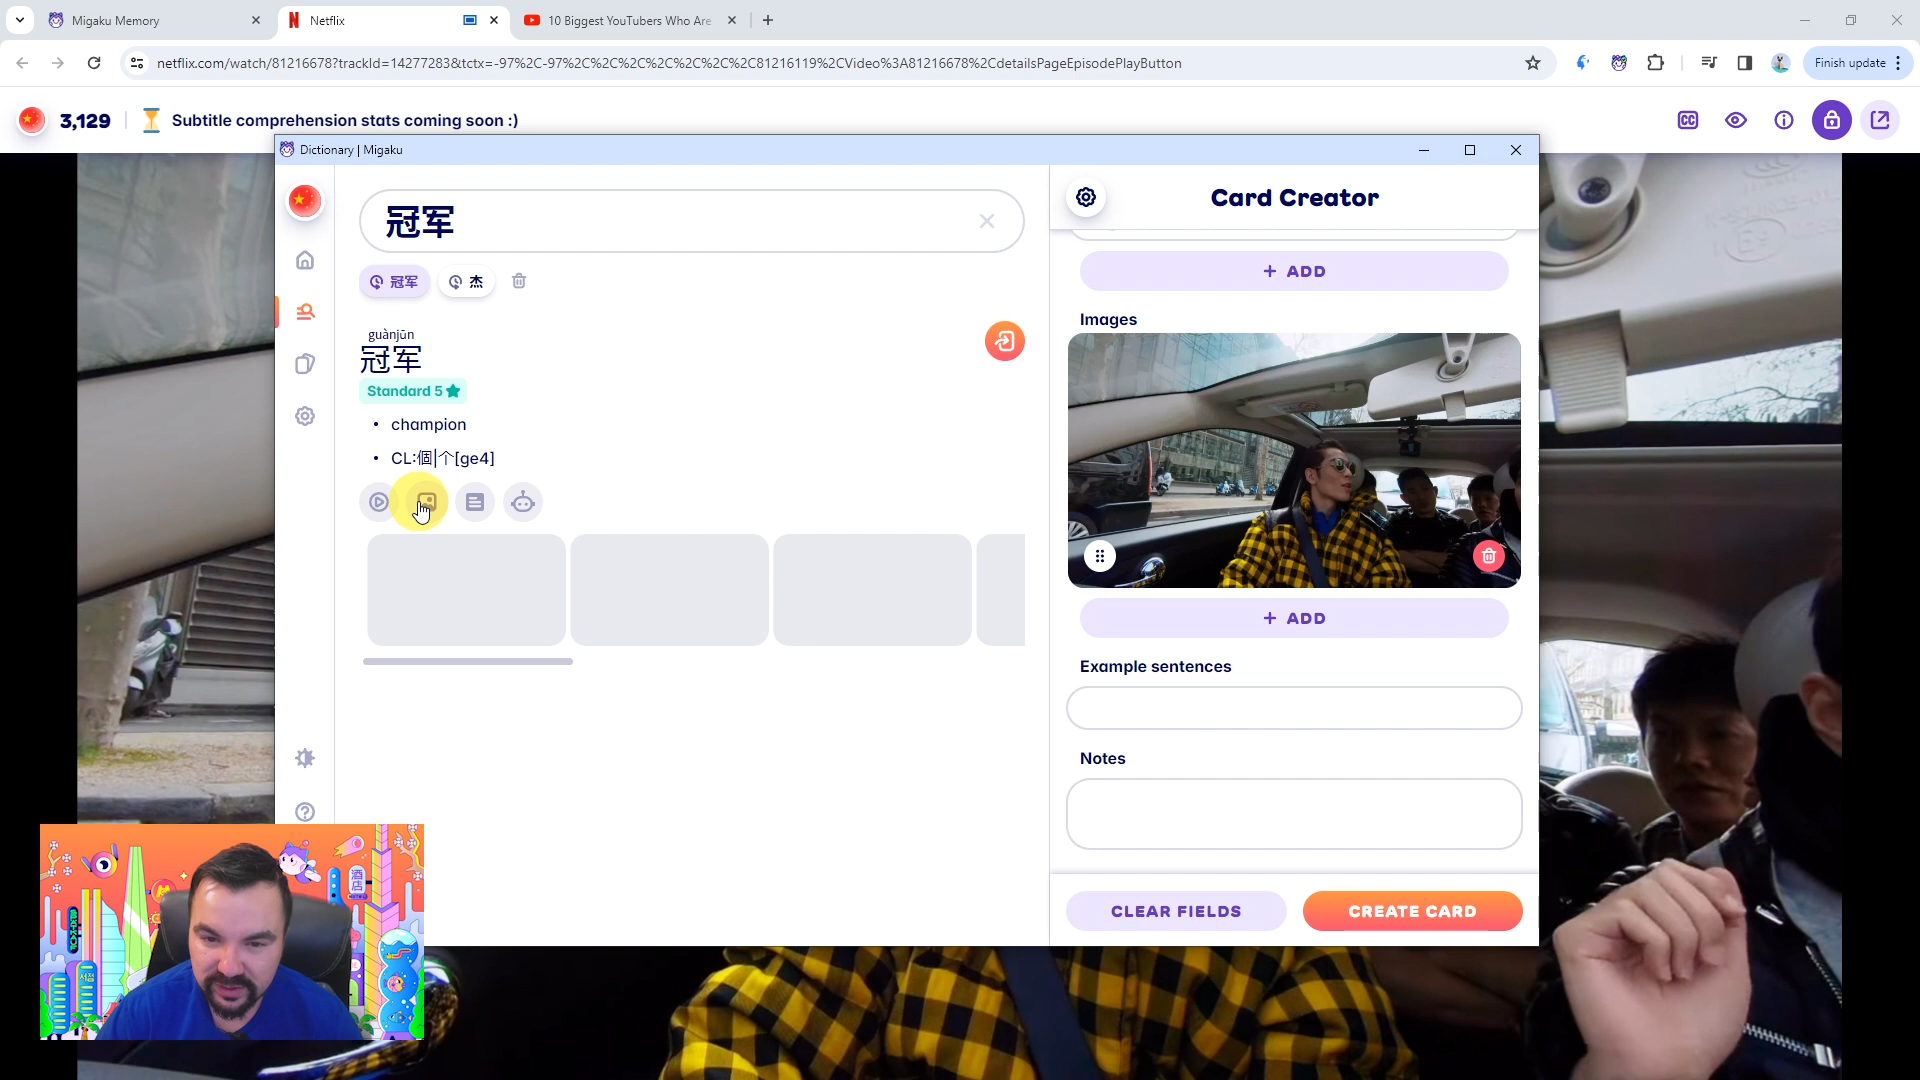 Migaku Memory
Netflix
10 Biggest YouTubers Who Are
netflix.com/watch/81216678?trackId=14277283&tctx=-97%2C-97%2C%2C%2C%2C%2C%2C%2C81216119%2CVideo%3A81216678%2CdetailsPageEpisodePlayButton
Finish update
3,129
Subtitle comprehension stats coming soon :)
CC
Dictionary | Migaku
冠军
Card Creator
冠军
杰
+ ADD
Images
guànjūn
冠军
Standard 5
• champion
• CL:個|个[ge4]
+ ADD
Example sentences
Notes
CLEAR FIELDS
CREATE CARD
酒店